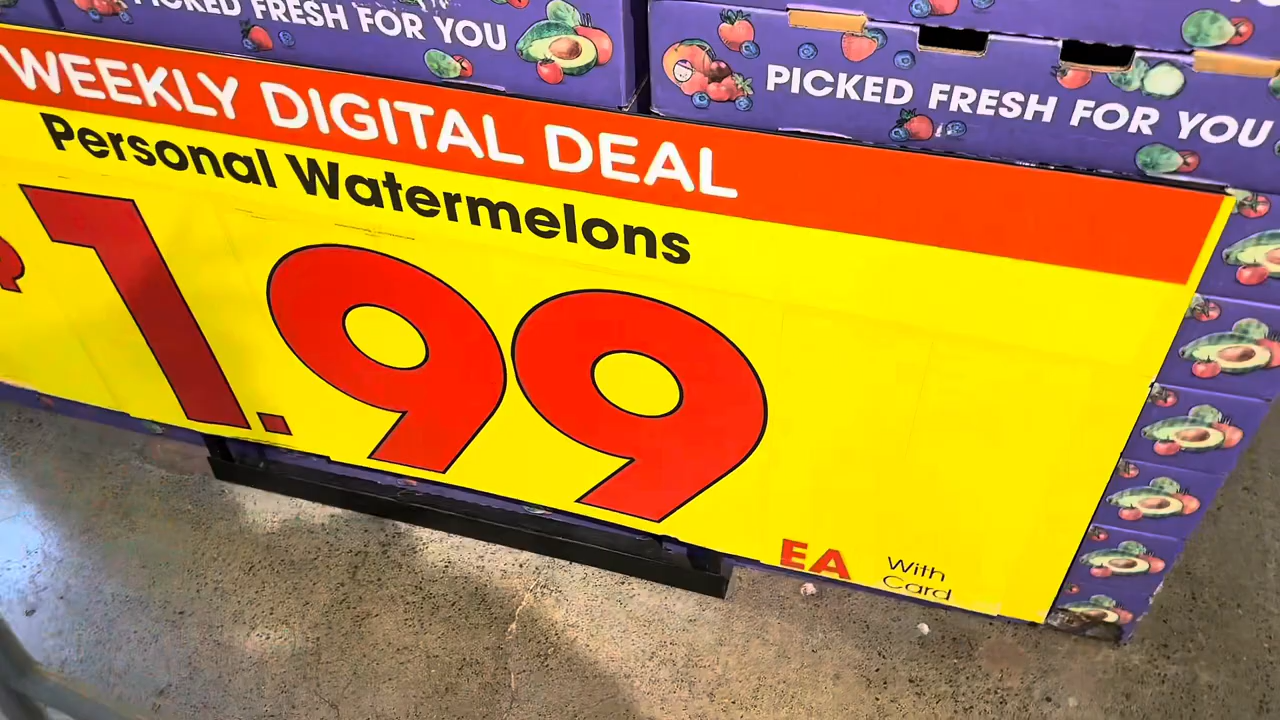 PICKED FRESH FOR YOU
PICKED FRESH FOR YOU
WEEKLY DIGITAL DEAL
Personal Watermelons
1.99
EA
With
Card